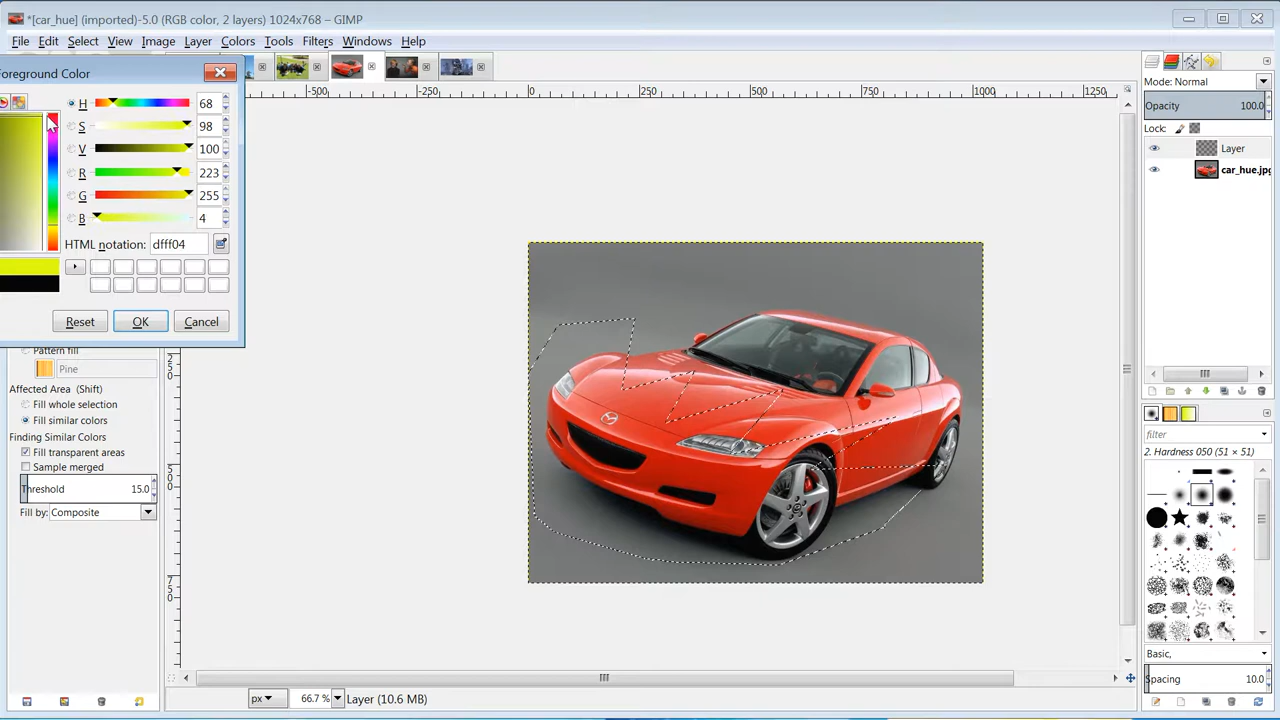 *[car_hue] (imported)-5.0 (RGB color, 2 layers) 1024x768 – GIMP
File Edit Select View Image Layer Colors Tools Filters Windows Help
Foreground Color
H 68
S 98
V 100
R 223
G 255
B 4
HTML notation: dfff04
Reset OK Cancel
Pattern fill
Pine
Affected Area (Shift)
Fill whole selection
Fill similar colors
Finding Similar Colors
Fill transparent areas
Sample merged
Threshold 15.0
Fill by: Composite
-500 -250 0 250 500 750 1000 1250
250
500
750
px 66.7 % Layer (10.6 MB)
Mode: Normal
Opacity 100.0
Lock:
Layer
car_hue.jpg
filter
2. Hardness 050 (51 × 51)
Basic,
Spacing 10.0